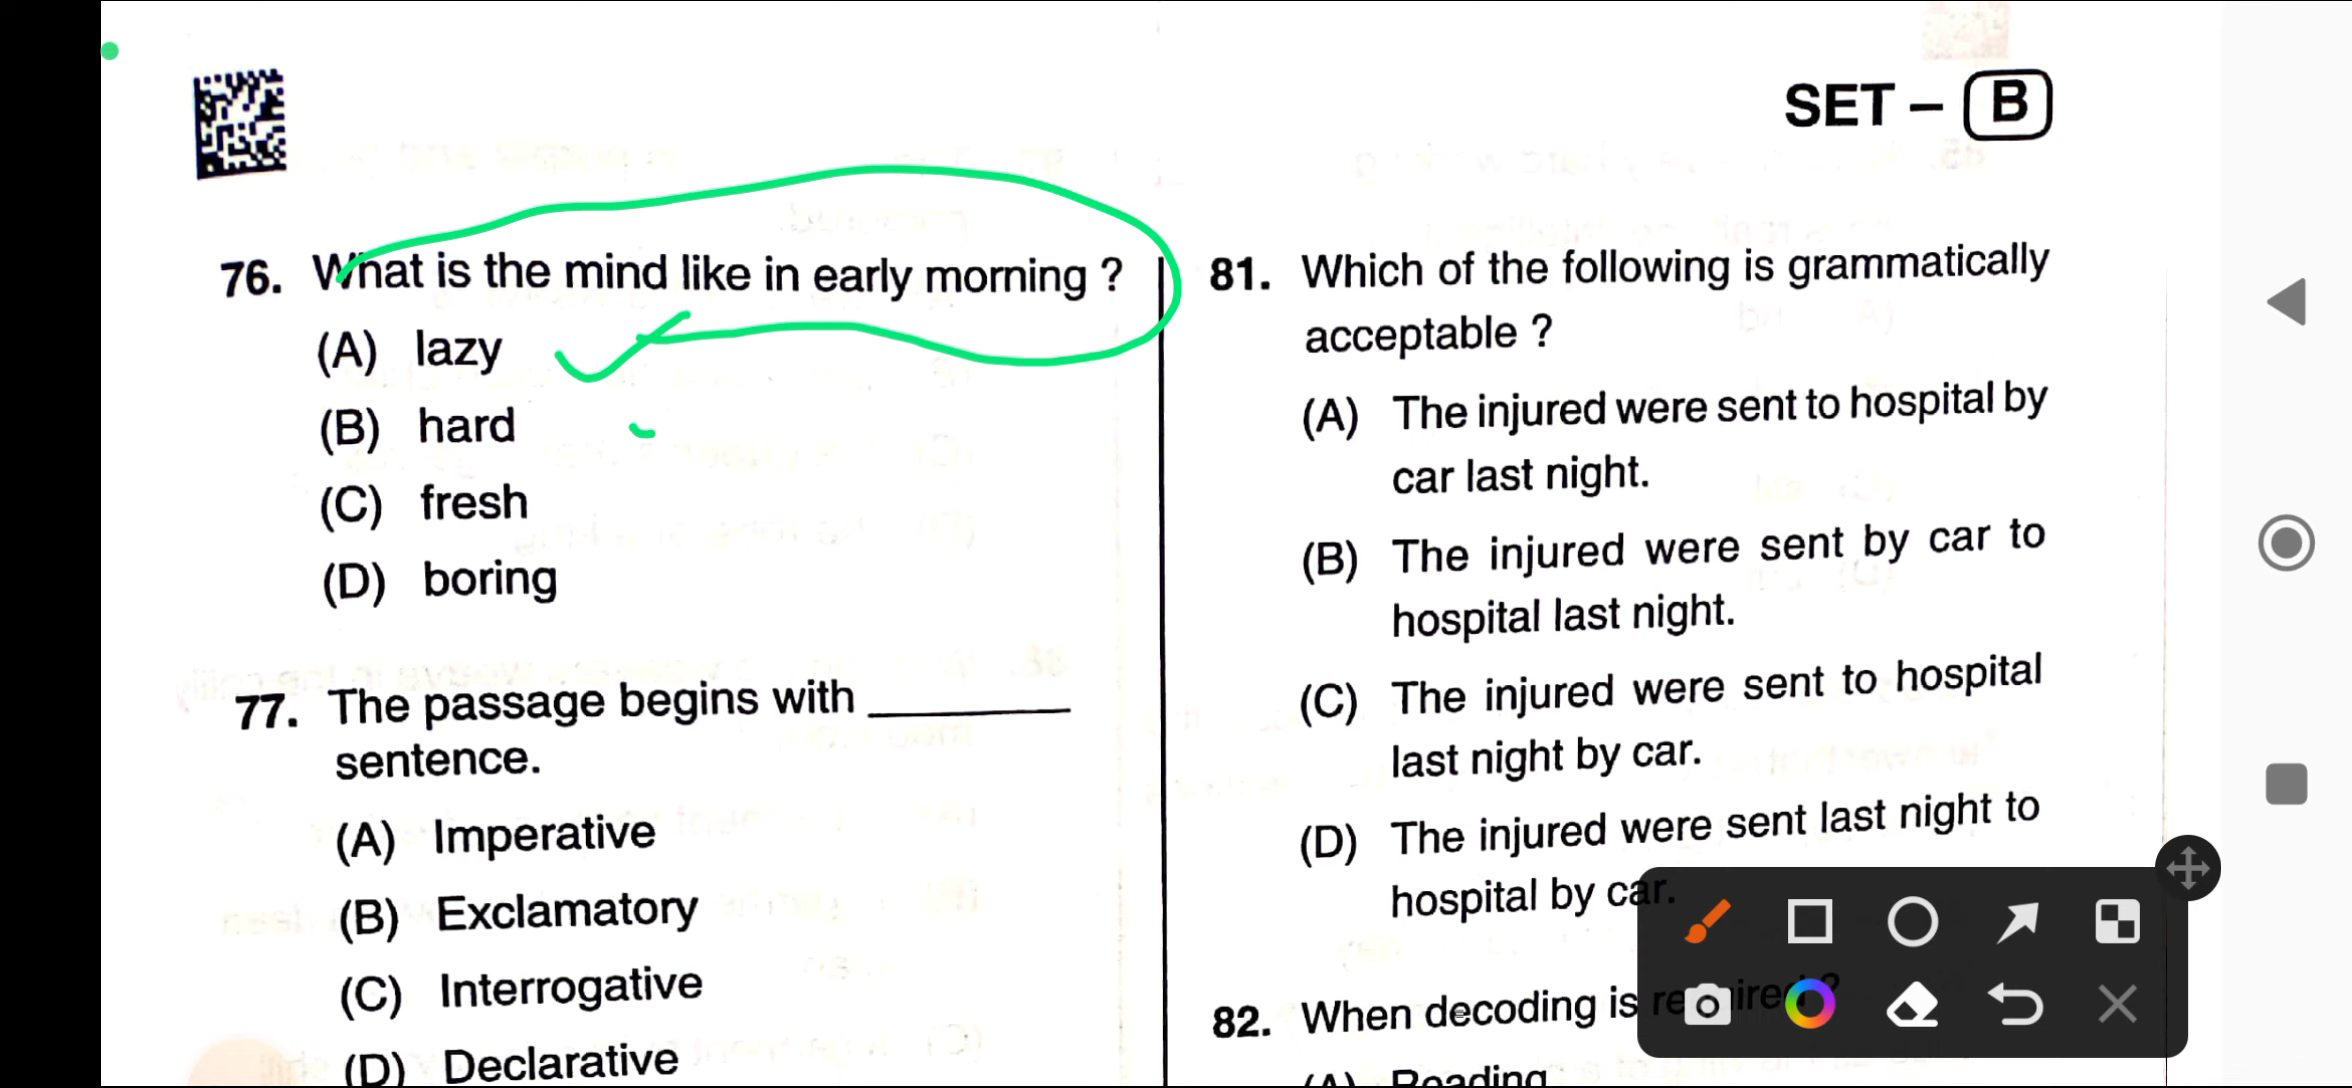 SET – B
76. What is the mind like in early morning ?
(A) lazy
(B) hard
(C) fresh
(D) boring
77. The passage begins with ________
sentence.
(A) Imperative
(B) Exclamatory
(C) Interrogative
(D) Declarative
81. Which of the following is grammatically
acceptable ?
(A) The injured were sent to hospital by
car last night.
(B) The injured were sent by car to
hospital last night.
(C) The injured were sent to hospital
last night by car.
(D) The injured were sent last night to
hospital by car.
82. When decoding is required ?
(A) Reading